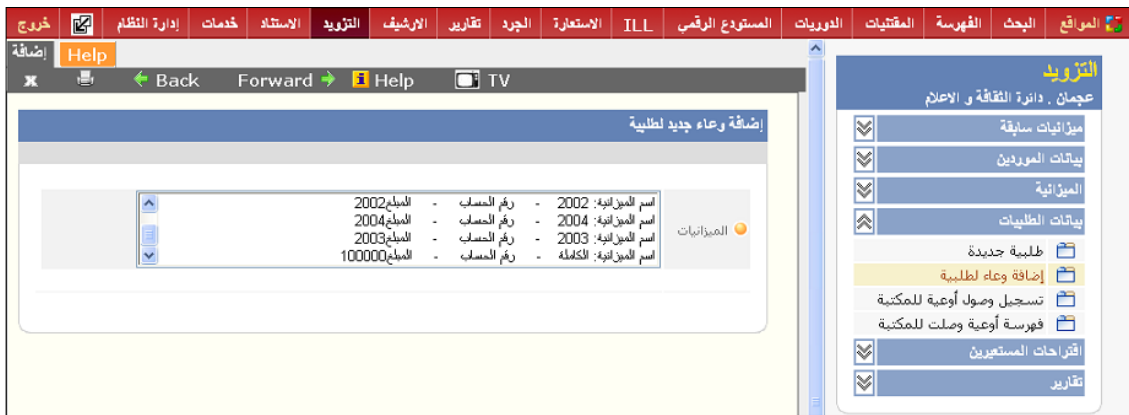 المواقع البحث الفهرسة المقتنيات الدوريات المستودع الرقمي ILL الاستعارة الجرد تقارير الارشيف التزويد الاستناد خدمات إدارة النظام خروج
Help إضافة
x Back Forward Help TV
التزويد
عجمان . دائرة الثقافة و الاعلام
ميزانيات سابقة
بيانات الموردين
الميزانية
بيانات الطلبيات
طلبية جديدة
إضافة وعاء لطلبية
تسجيل وصول أوعية للمكتبة
فهرسة أوعية وصلت للمكتبة
اقتراحات المستعيرين
تقارير
إضافة وعاء جديد لطلبية
الميزانيات
اسم الميزانية: 2002 - رقم الحساب - المبلغ2002
اسم الميزانية: 2004 - رقم الحساب - المبلغ2004
اسم الميزانية: 2003 - رقم الحساب - المبلغ2003
اسم الميزانية: الكاملة - رقم الحساب - المبلغ100000